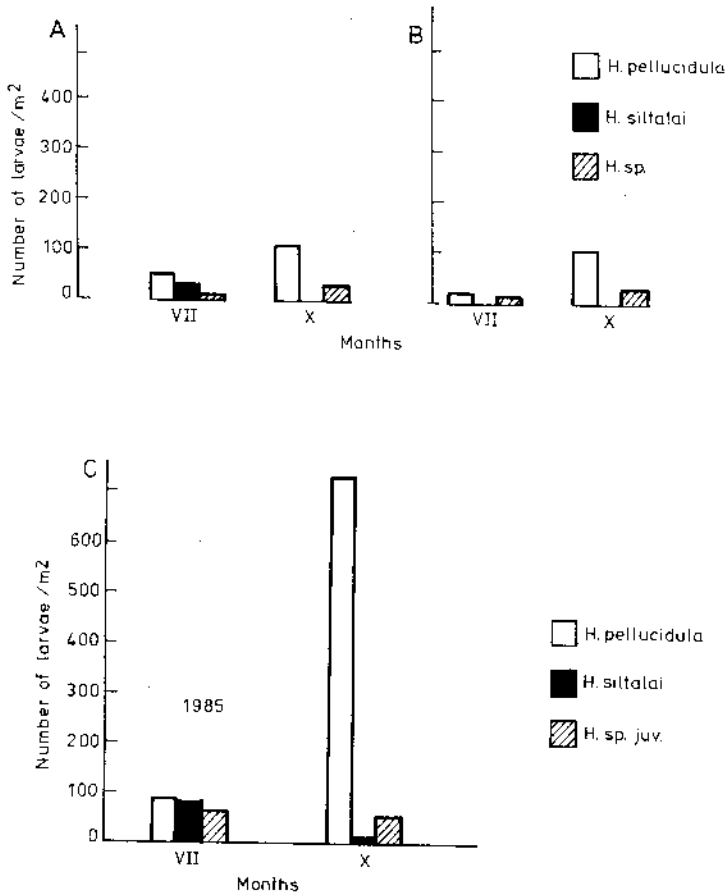 A
Number of larvae /m2
400
300
200
100
0
VII
X
Months
B
VII
X
H. pellucidula
H. siltalai
H. sp.
C
Number of larvae /m2
600
500
400
300
200
100
0
1985
VII
X
Months
H. pellucidula
H. siltalai
H. sp. juv.